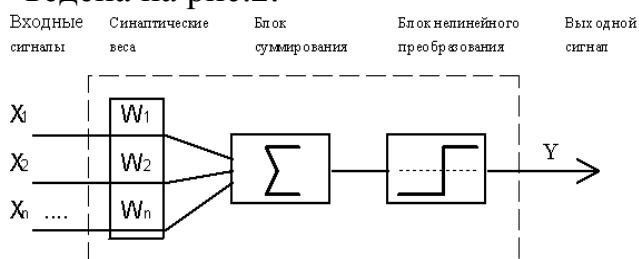 ведена на рис.2.
Входные Синаптические Блок Блок нелинейного Выходной
сигналы веса суммирования преобразования сигнал
X1 W1
X2 W2 Σ Y
Xn .... Wn